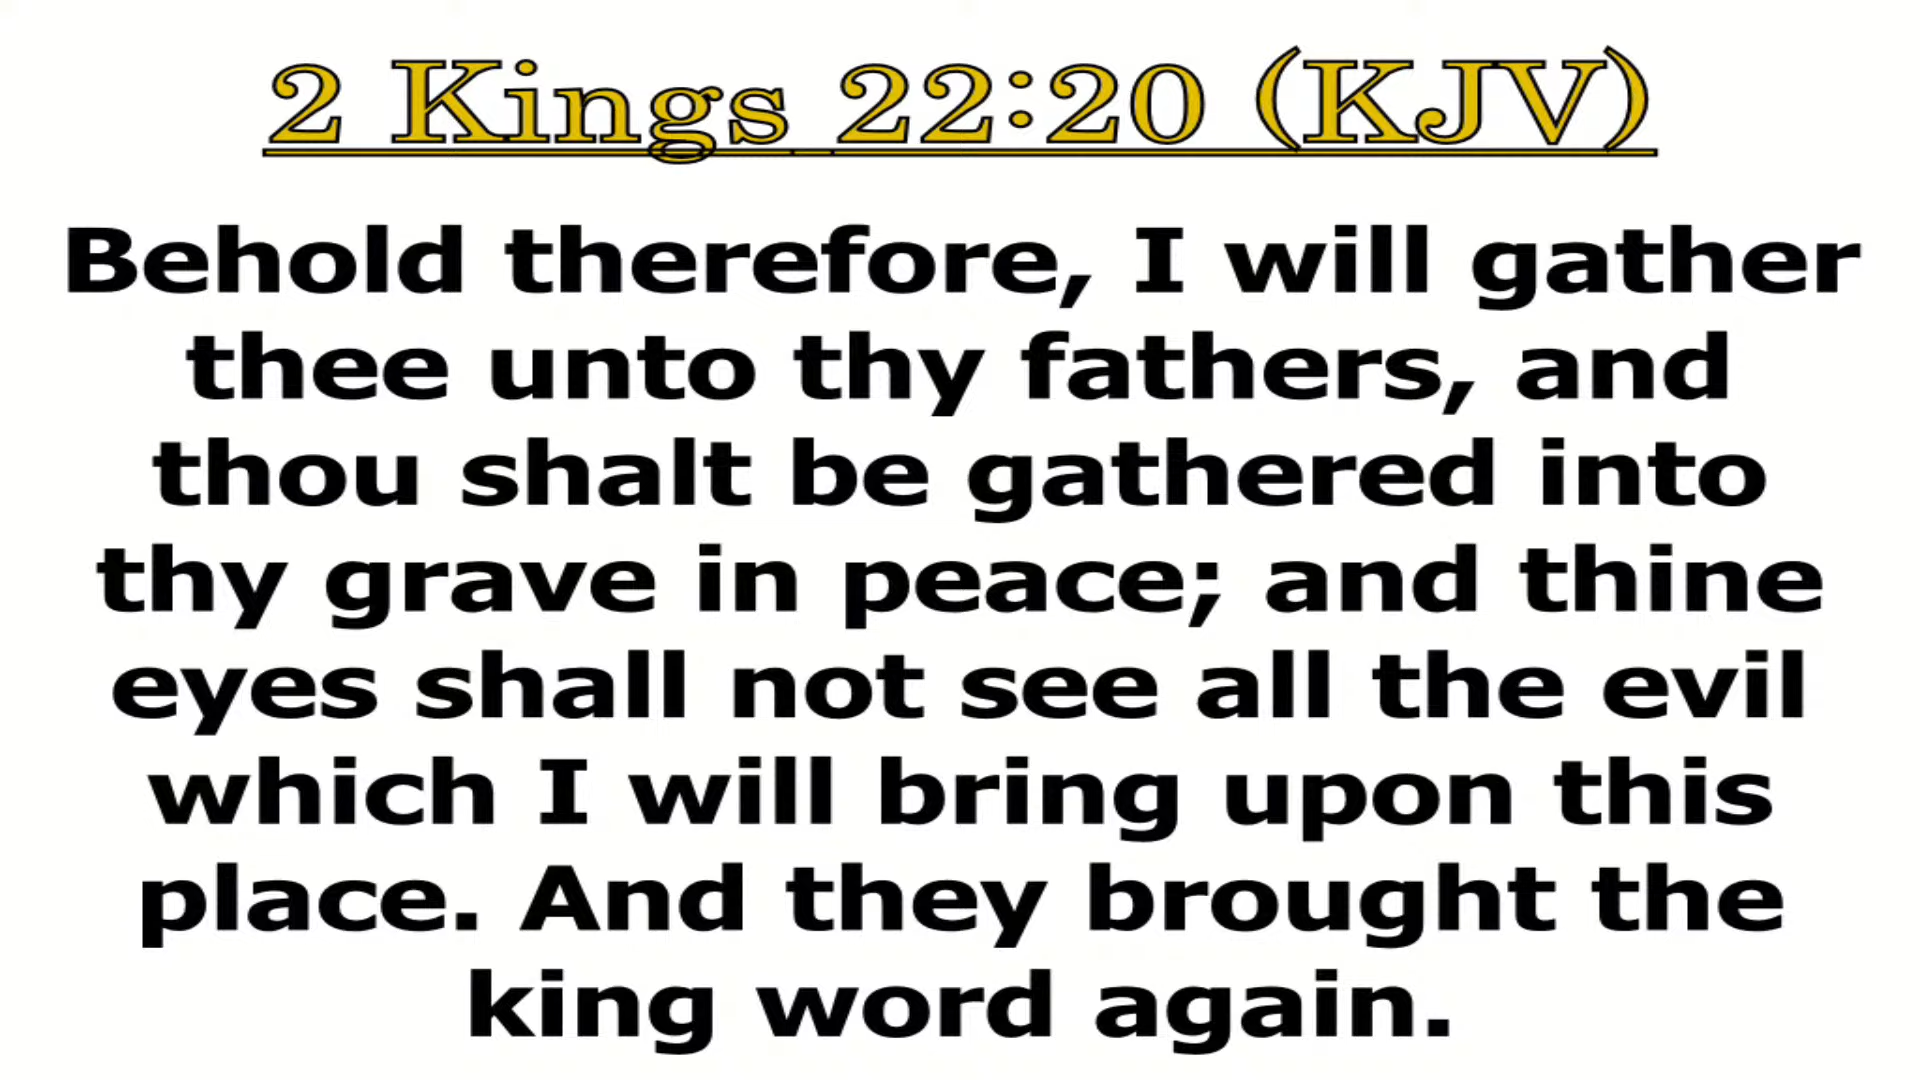 2 Kings 22:20 (KJV)
Behold therefore, I will gather
thee unto thy fathers, and
thou shalt be gathered into
thy grave in peace; and thine
eyes shall not see all the evil
which I will bring upon this
place. And they brought the
king word again.